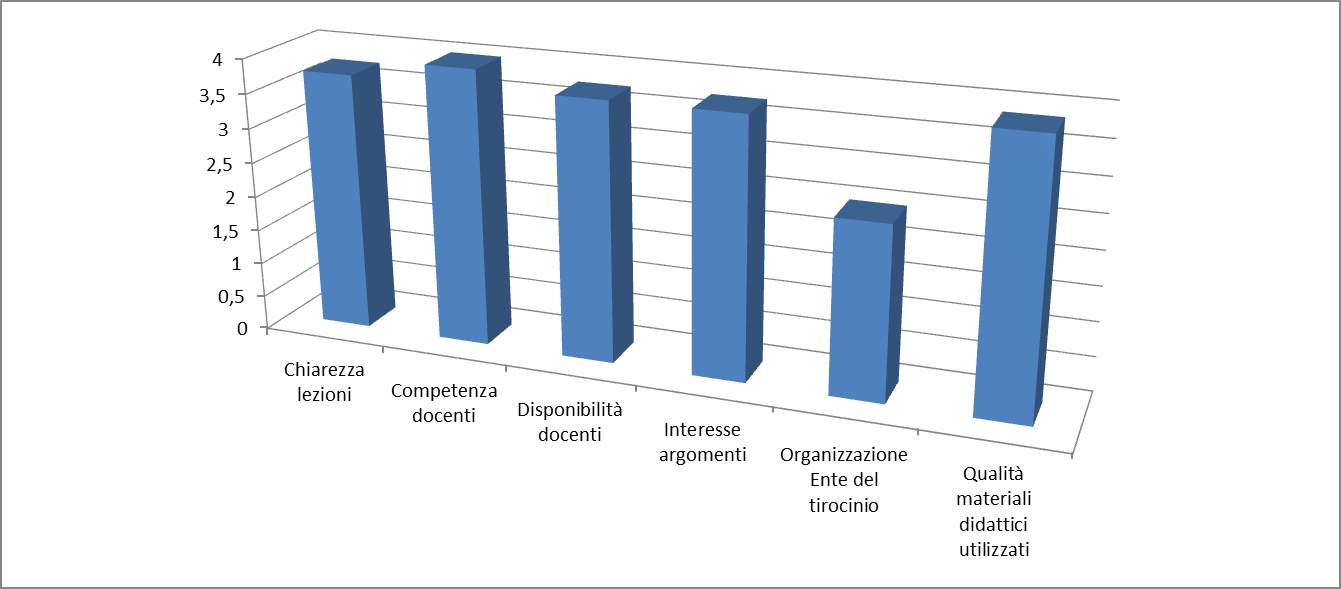 4
3,5
3
2,5
2
1,5
1
0,5
0
Chiarezza
lezioni
Competenza
docenti
Disponibilità
docenti
Interesse
argomenti
Organizzazione
Ente del
tirocinio
Qualità
materiali
didattici
utilizzati